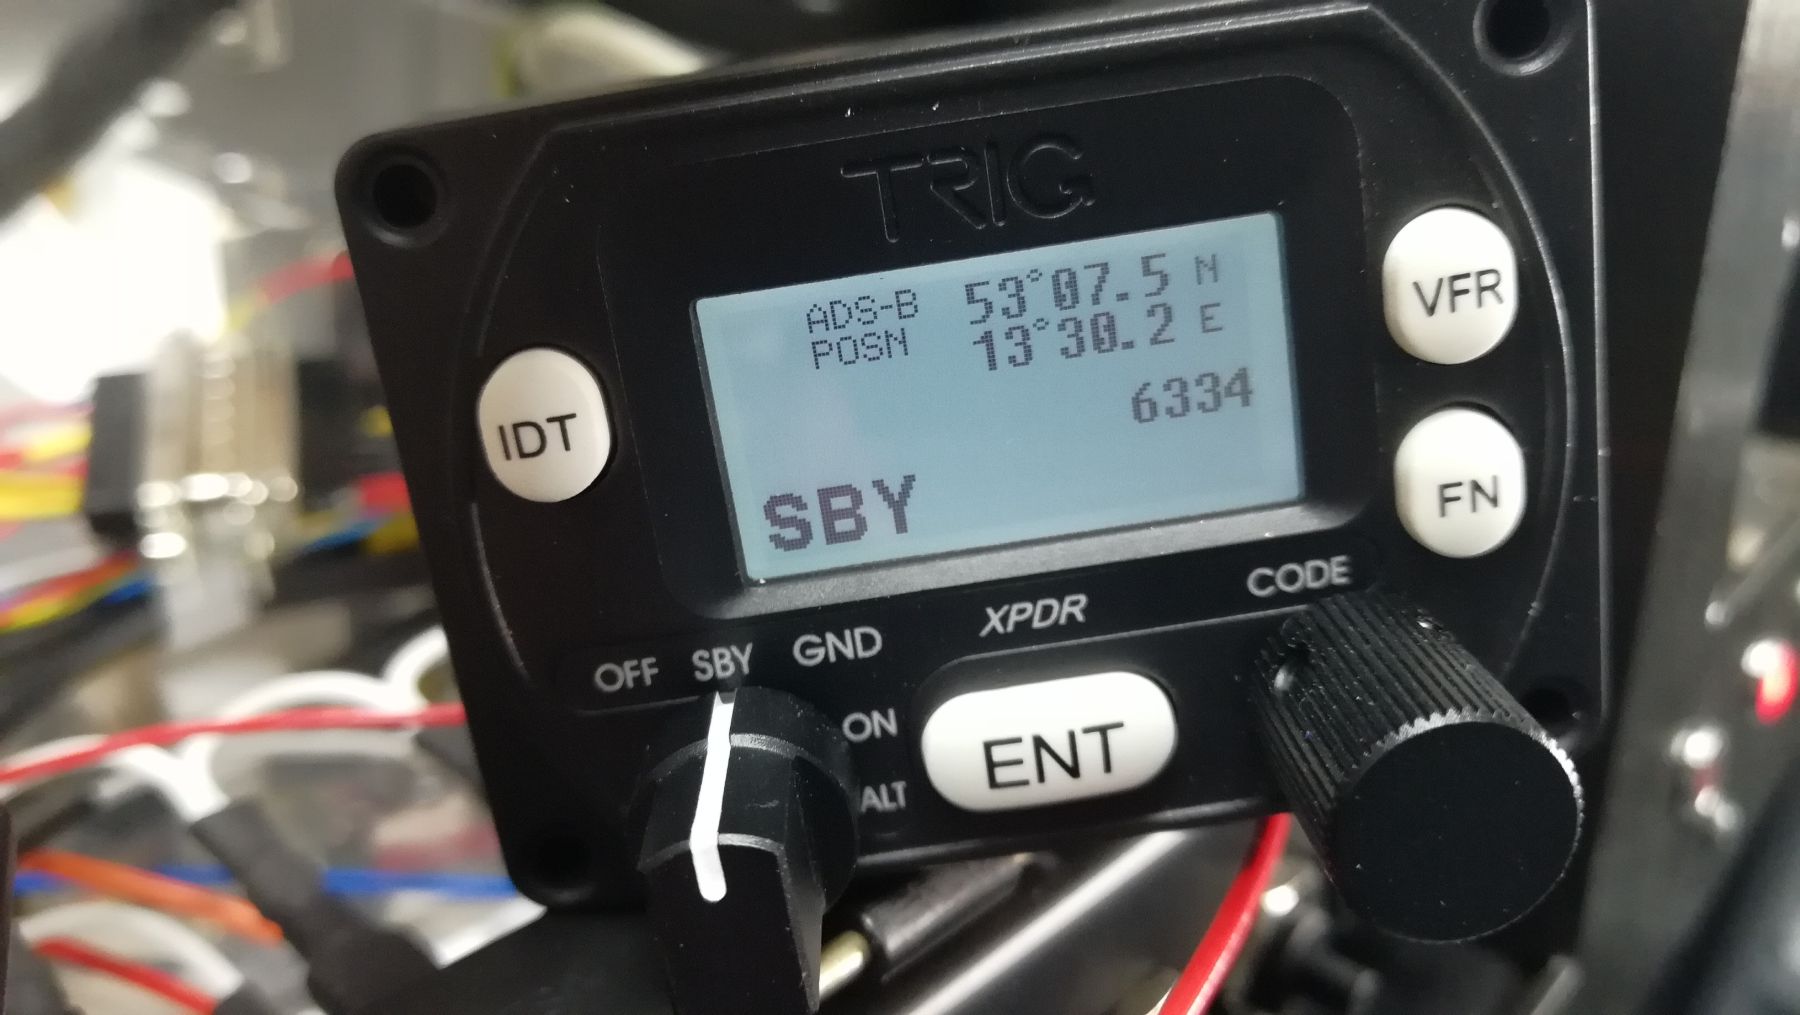 TRIG
ADS-B 53°07.5 N
POSN 13°30.2 E
6334
SBY
IDT
VFR
FN
OFF SBY GND
ON
ALT
XPDR
CODE
ENT